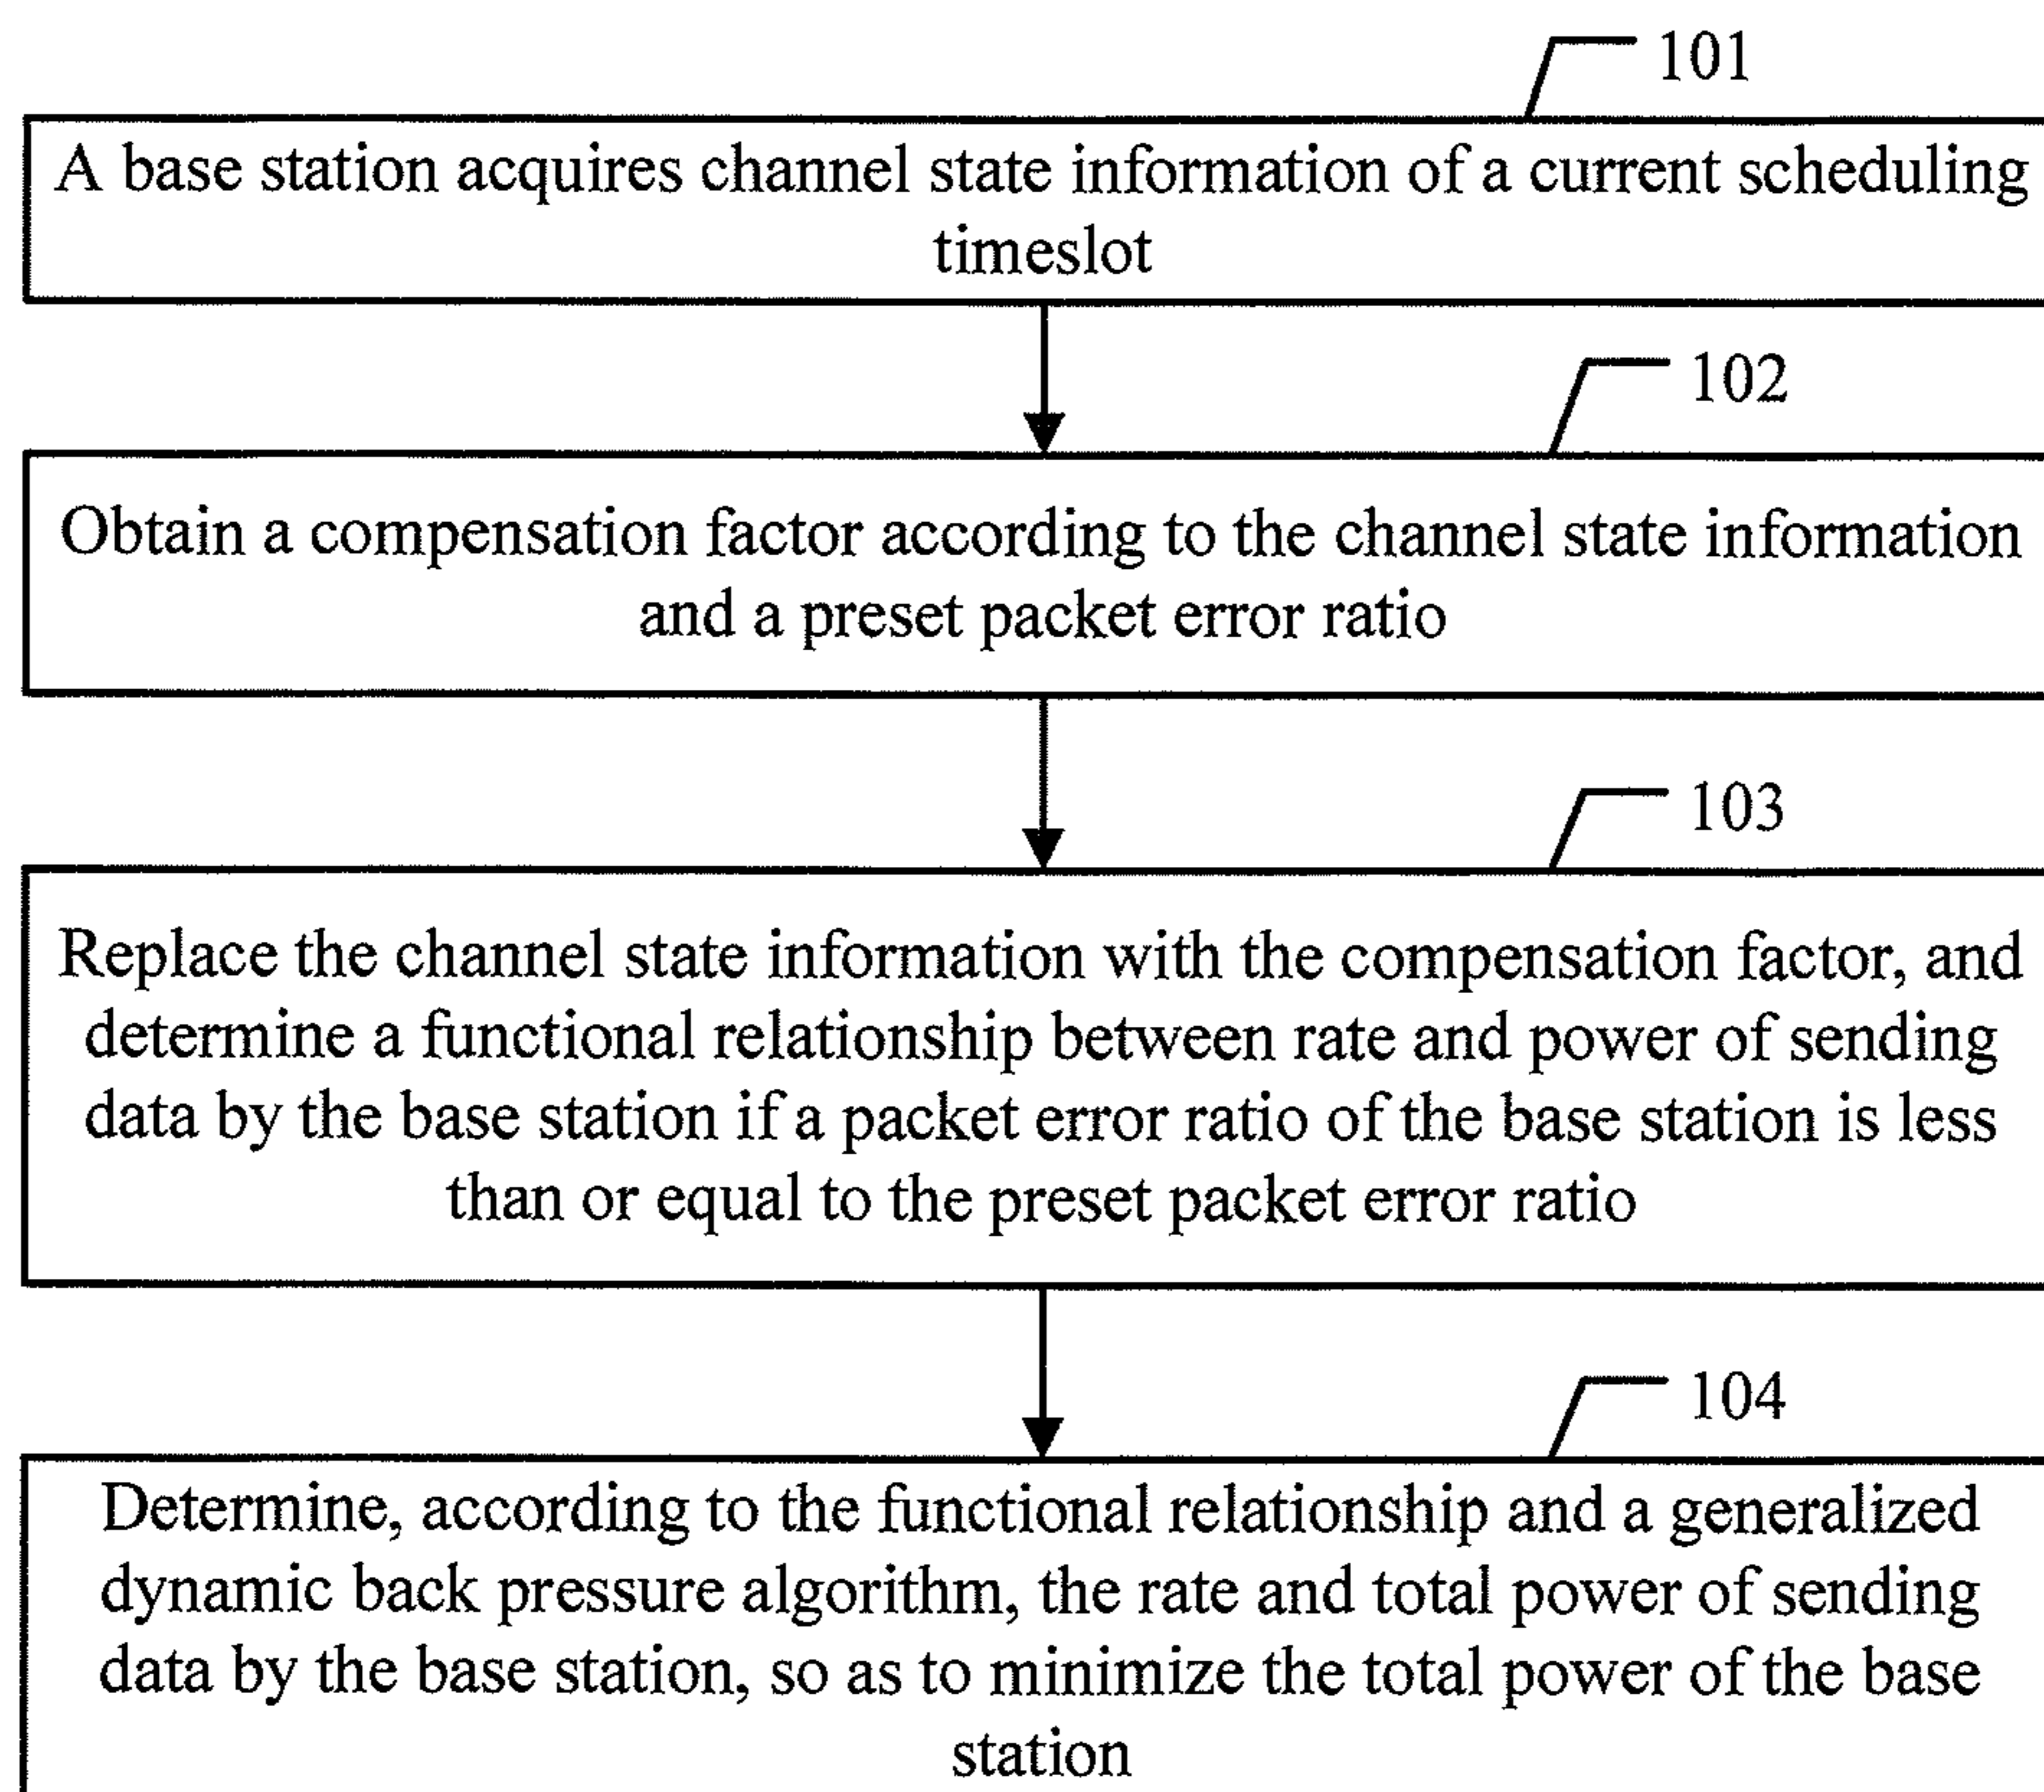 101
A base station acquires channel state information of a current scheduling
timeslot
102
Obtain a compensation factor according to the channel state information
and a preset packet error ratio
103
Replace the channel state information with the compensation factor, and
determine a functional relationship between rate and power of sending
data by the base station if a packet error ratio of the base station is less
than or equal to the preset packet error ratio
104
Determine, according to the functional relationship and a generalized
dynamic back pressure algorithm, the rate and total power of sending
data by the base station, so as to minimize the total power of the base
station